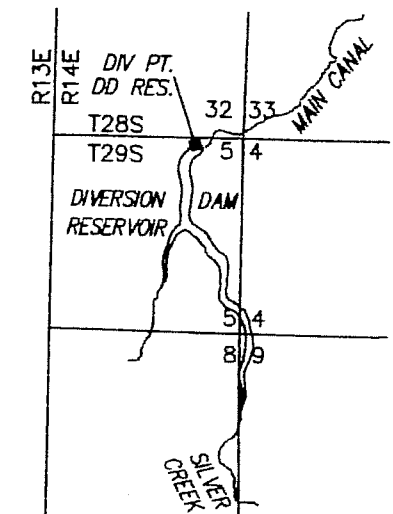 R13E
R14E
DIV PT.
DD RES.
32 33
MAIN CANAL
T28S
T29S
5 4
DIVERSION DAM
RESERVOIR
5 4
8 9
SILVER
CREEK